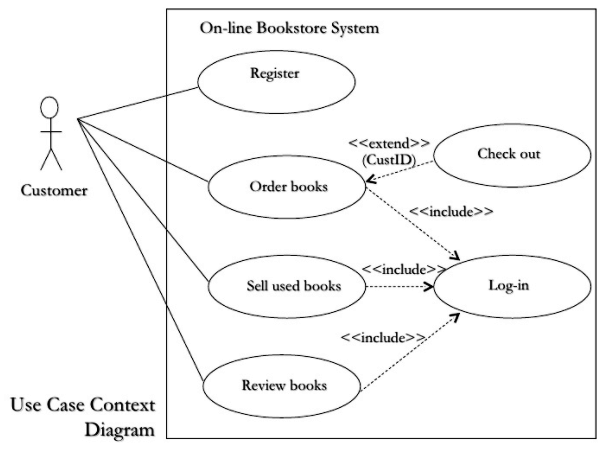 On-line Bookstore System
Register
<<extend>>
(CustID)
Check out
Customer
Order books
<<include>>
<<include>>
Sell used books
Log-in
<<include>>
Review books
Use Case Context
Diagram